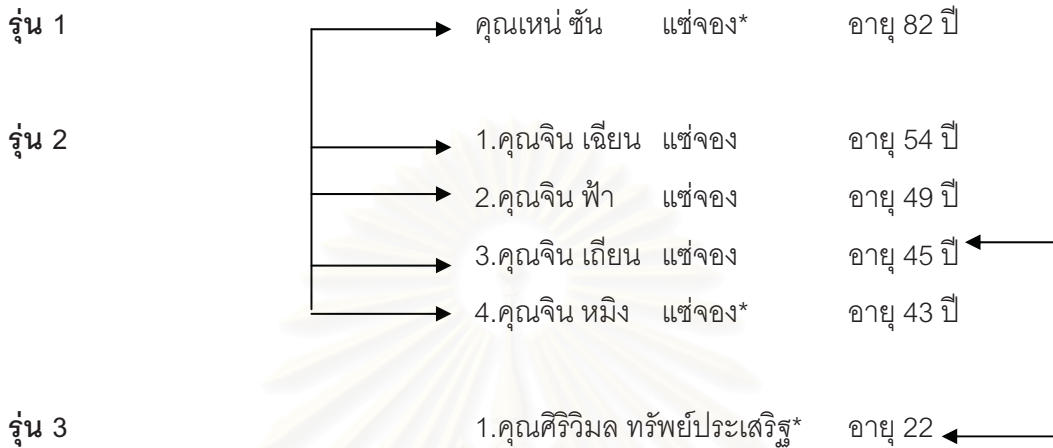 รุ่น 1 คุณเหน่ ซัน แซ่จอง* อายุ 82 ปี
รุ่น 2 1.คุณจิน เฉียน แซ่จอง อายุ 54 ปี
2.คุณจิน ฟ้า แซ่จอง อายุ 49 ปี
3.คุณจิน เถียน แซ่จอง อายุ 45 ปี
4.คุณจิน หมิง แซ่จอง* อายุ 43 ปี
รุ่น 3 1.คุณศิริวิมล ทรัพย์ประเสริฐ* อายุ 22